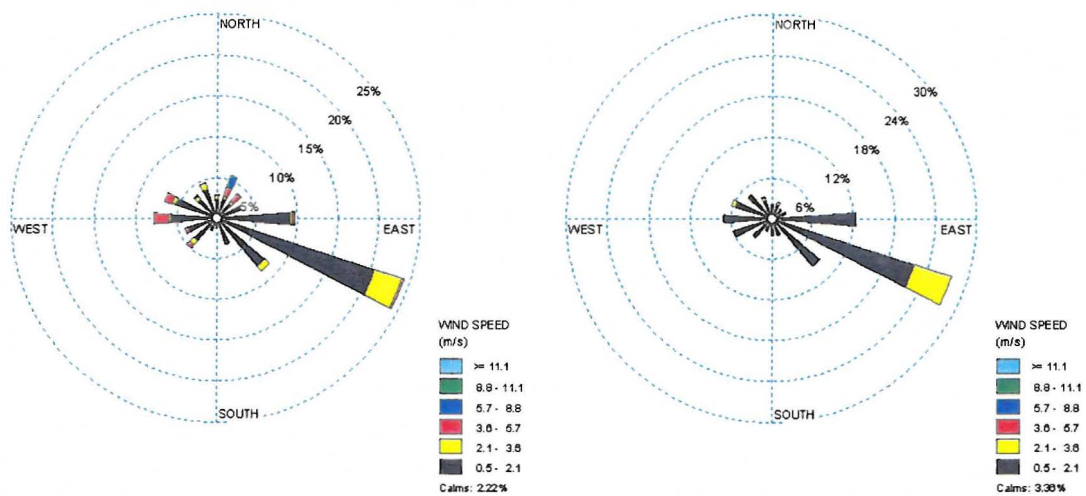 NORTH
25%
20%
15%
10%
5%
WEST
EAST
SOUTH
WIND SPEED
(m/s)
>= 11.1
8.8 - 11.1
5.7 - 8.8
3.6 - 5.7
2.1 - 3.6
0.5 - 2.1
Calms: 2.22%
NORTH
30%
24%
18%
12%
6%
WEST
EAST
SOUTH
WIND SPEED
(m/s)
>= 11.1
8.8 - 11.1
5.7 - 8.8
3.6 - 5.7
2.1 - 3.6
0.5 - 2.1
Calms: 3.36%